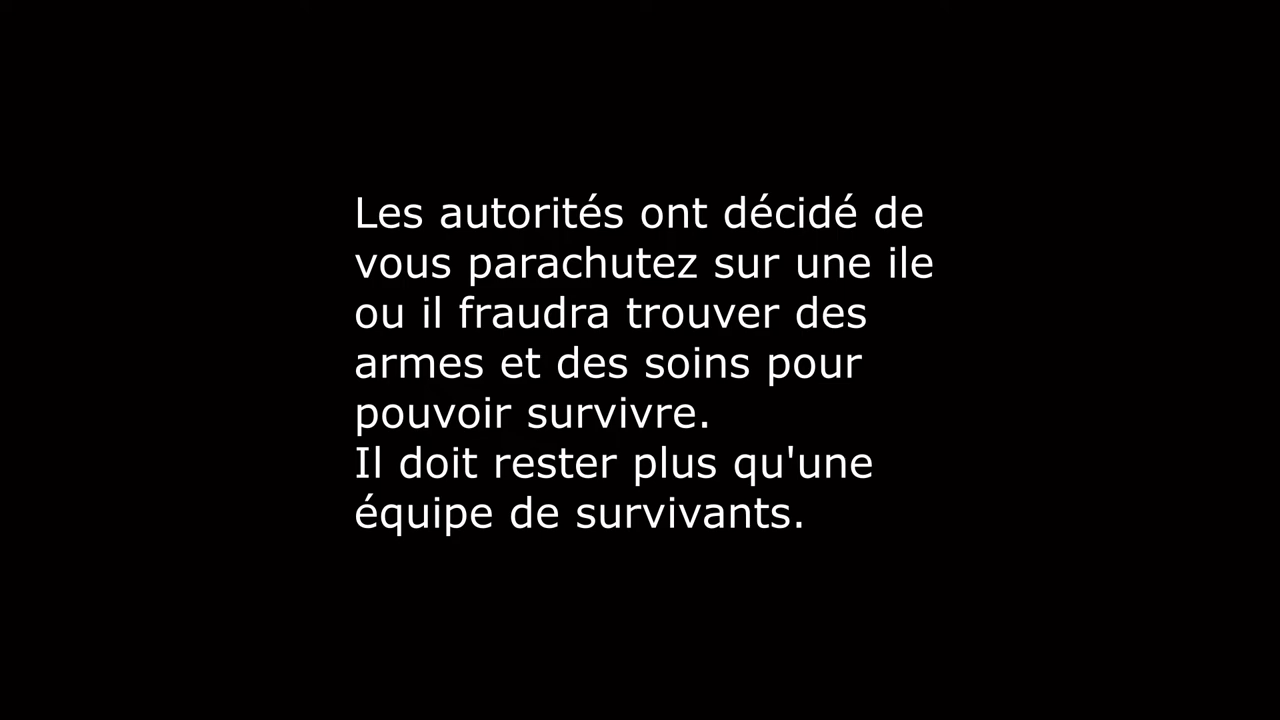 Les autorités ont décidé de
vous parachutez sur une ile
ou il fraudra trouver des
armes et des soins pour
pouvoir survivre.
Il doit rester plus qu'une
équipe de survivants.